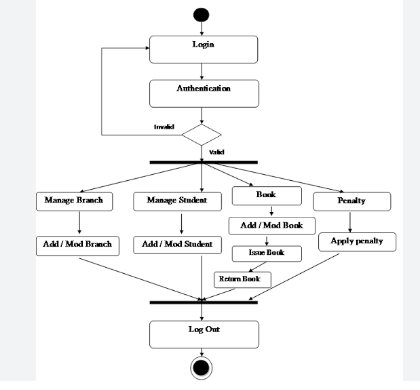 Login
Authentication
Invalid
Valid
Manage Branch
Manage Student
Book
Penalty
Add / Mod Branch
Add / Mod Student
Add / Mod Book
Apply penalty
Issue Book
Return Book
Log Out